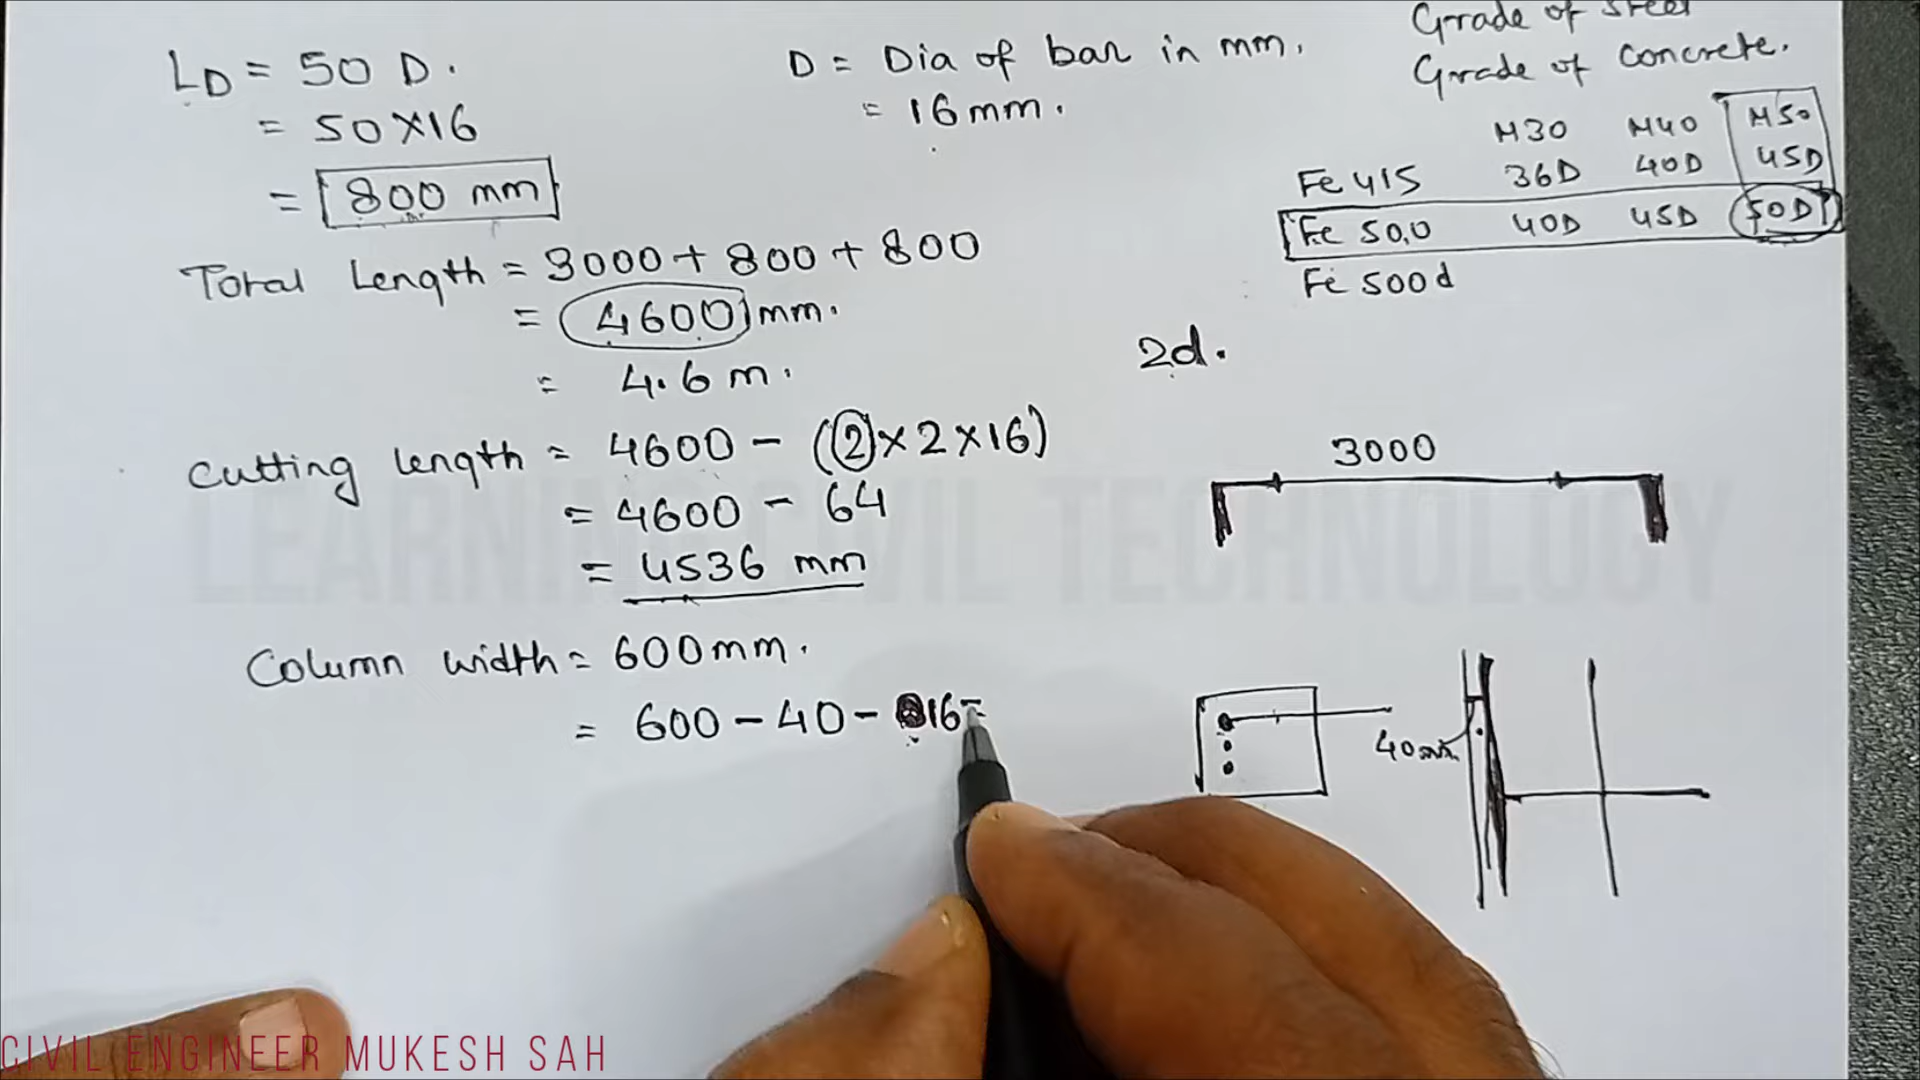 LD = 50 D.
= 50×16
= 800 mm
D = Dia of bar in mm.
= 16 mm.
Grade of steel
Grade of concrete.
M30 M40 M50
Fe 415 36D 40D 45D
Fe 500 40D 45D 50D
Fe 500d
Total Length = 3000 + 800 + 800
= 4600 mm.
= 4.6 m.
2d.
Cutting length = 4600 - (2×2×16)
= 4600 - 64
= 4536 mm
3000
Column width = 600mm.
= 600 - 40 - 16 =
40mm
LEARNING CIVIL TECHNOLOGY
CIVIL ENGINEER MUKESH SAH